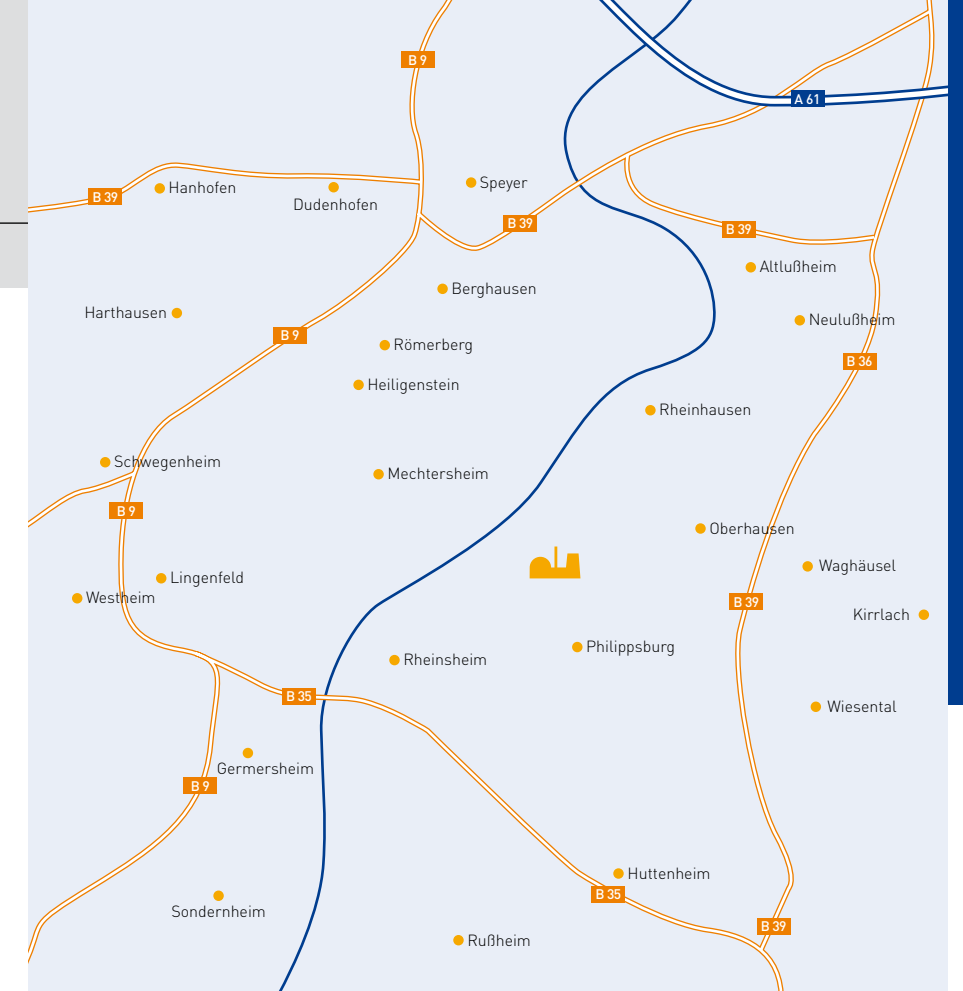 B 9
A 61
Speyer
Hanhofen
B 39
Dudenhofen
B 39
B 39
Altlußheim
Berghausen
Harthausen
Neulußheim
B 9
Römerberg
B 36
Heiligenstein
Rheinhausen
Schwegenheim
Mechtersheim
B 9
Oberhausen
Waghäusel
Lingenfeld
Westheim
B 39
Kirrlach
Philippsburg
Rheinsheim
B 35
Wiesental
Germersheim
B 9
Huttenheim
B 35
Sondernheim
B 39
Rußheim